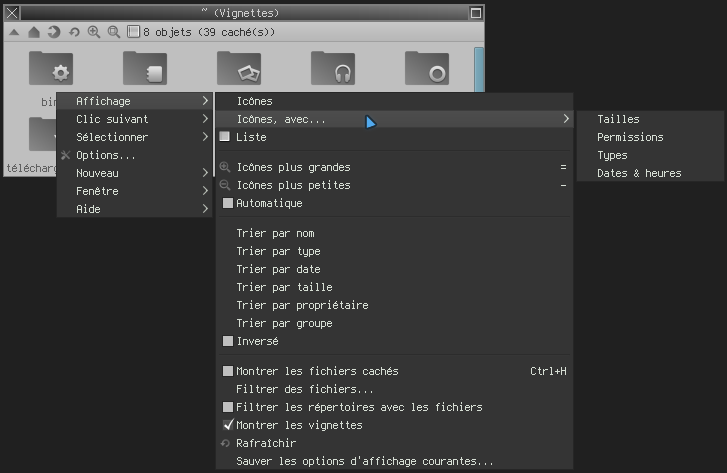 ~ (Vignettes)
8 objets (39 caché(s))
bin
télécharg
Affichage
Clic suivant
Sélectionner
Options...
Nouveau
Fenêtre
Aide
Icônes
Icônes, avec...
Liste
Icônes plus grandes =
Icônes plus petites -
Automatique
Trier par nom
Trier par type
Trier par date
Trier par taille
Trier par propriétaire
Trier par groupe
Inversé
Montrer les fichiers cachés Ctrl+H
Filtrer des fichiers...
Filtrer les répertoires avec les fichiers
Montrer les vignettes
Rafraîchir
Sauver les options d'affichage courantes...
Tailles
Permissions
Types
Dates & heures